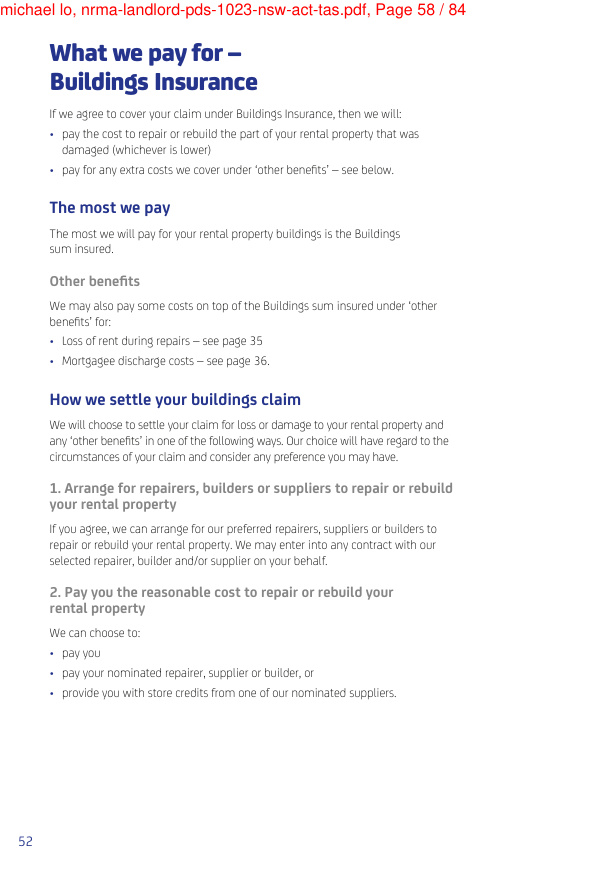 michael lo, nrma-landlord-pds-1023-nsw-act-tas.pdf, Page 58 / 84
What we pay for –
Buildings Insurance
If we agree to cover your claim under Buildings Insurance, then we will:
• pay the cost to repair or rebuild the part of your rental property that was
damaged (whichever is lower)
• pay for any extra costs we cover under ‘other benefits’ – see below.
The most we pay
The most we will pay for your rental property buildings is the Buildings
sum insured.
Other benefits
We may also pay some costs on top of the Buildings sum insured under ‘other
benefits’ for:
• Loss of rent during repairs – see page 35
• Mortgagee discharge costs – see page 36.
How we settle your buildings claim
We will choose to settle your claim for loss or damage to your rental property and
any ‘other benefits’ in one of the following ways. Our choice will have regard to the
circumstances of your claim and consider any preference you may have.
1. Arrange for repairers, builders or suppliers to repair or rebuild
your rental property
If you agree, we can arrange for our preferred repairers, suppliers or builders to
repair or rebuild your rental property. We may enter into any contract with our
selected repairer, builder and/or supplier on your behalf.
2. Pay you the reasonable cost to repair or rebuild your
rental property
We can choose to:
• pay you
• pay your nominated repairer, supplier or builder, or
• provide you with store credits from one of our nominated suppliers.
52